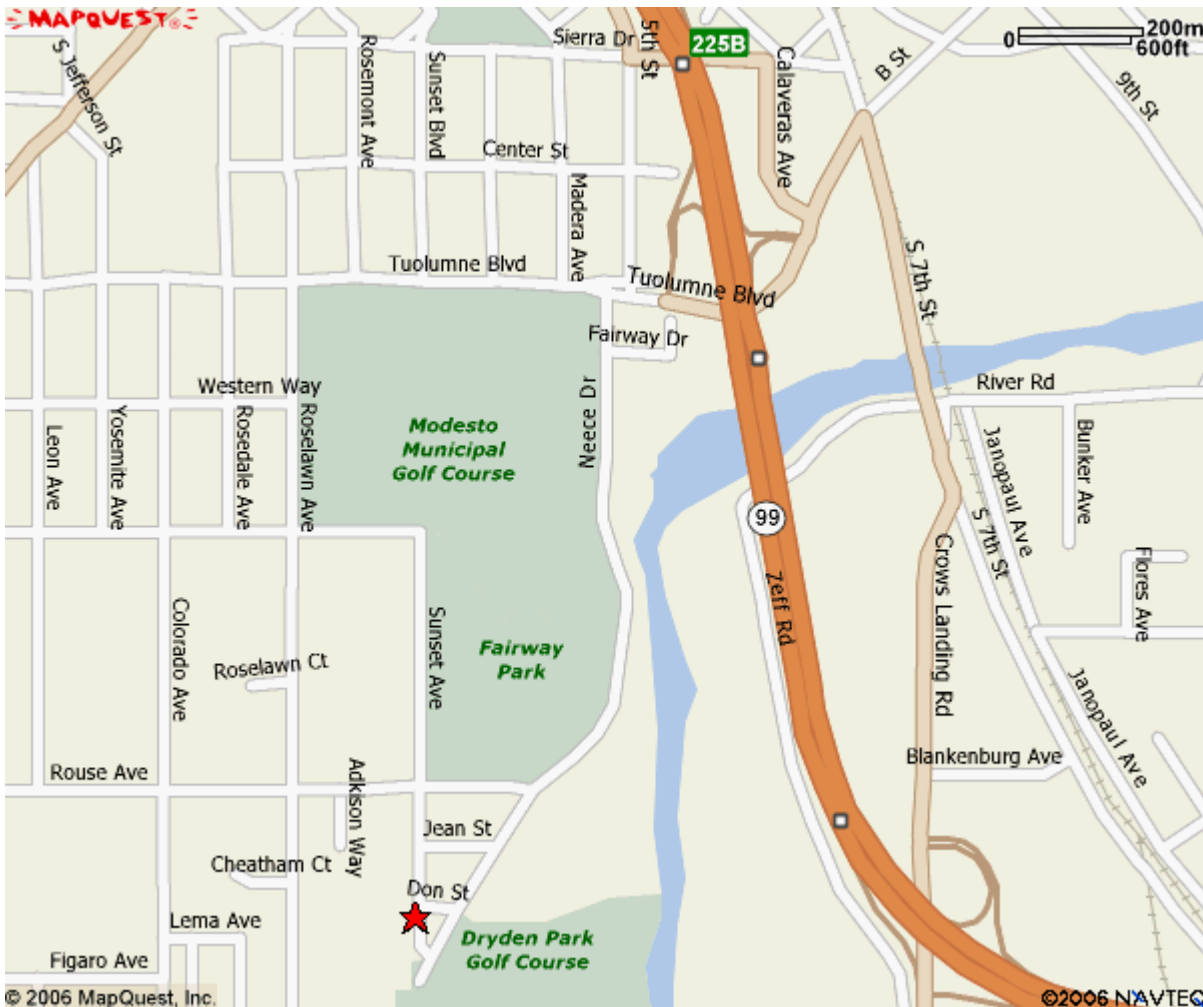 MAPQUEST
Sierra Dr
5th St
225B
0
200m
600ft
S Jefferson St
Rosemont Ave
Sunset Blvd
Calaveras Ave
B St
9th St
Center St
Madera Ave
Tuolumne Blvd
Tuolumne Blvd
S 7th St
Fairway Dr
Western Way
River Rd
Leon Ave
Yosemite Ave
Rosedale Ave
Roselawn Ave
Modesto
Municipal
Golf Course
Neece Dr
Janopaul Ave
Bunker Ave
99
S 7th St
Crows Landing Rd
Flores Ave
Zeff Rd
Colorado Ave
Sunset Ave
Roselawn Ct
Fairway
Park
Janopaul Ave
Rouse Ave
Adkison Way
Blankenburg Ave
Jean St
Cheatham Ct
Don St
Lema Ave
Dryden Park
Golf Course
Figaro Ave
© 2006 MapQuest, Inc.
©2006 NAVTEQ